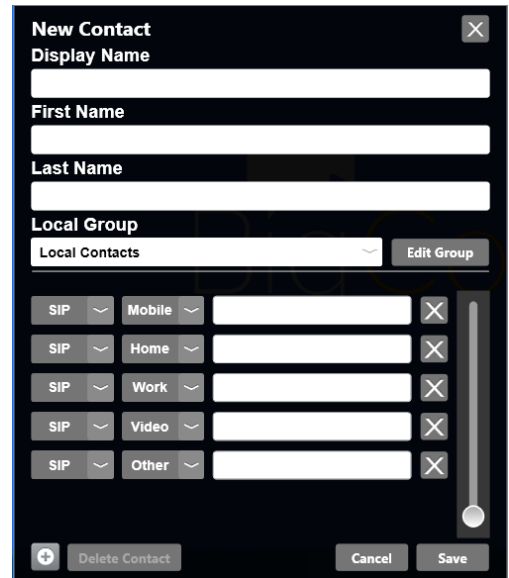 New Contact
Display Name
First Name
Last Name
Local Group
Local Contacts Edit Group
SIP Mobile
SIP Home
SIP Work
SIP Video
SIP Other
Delete Contact Cancel Save
BigCo